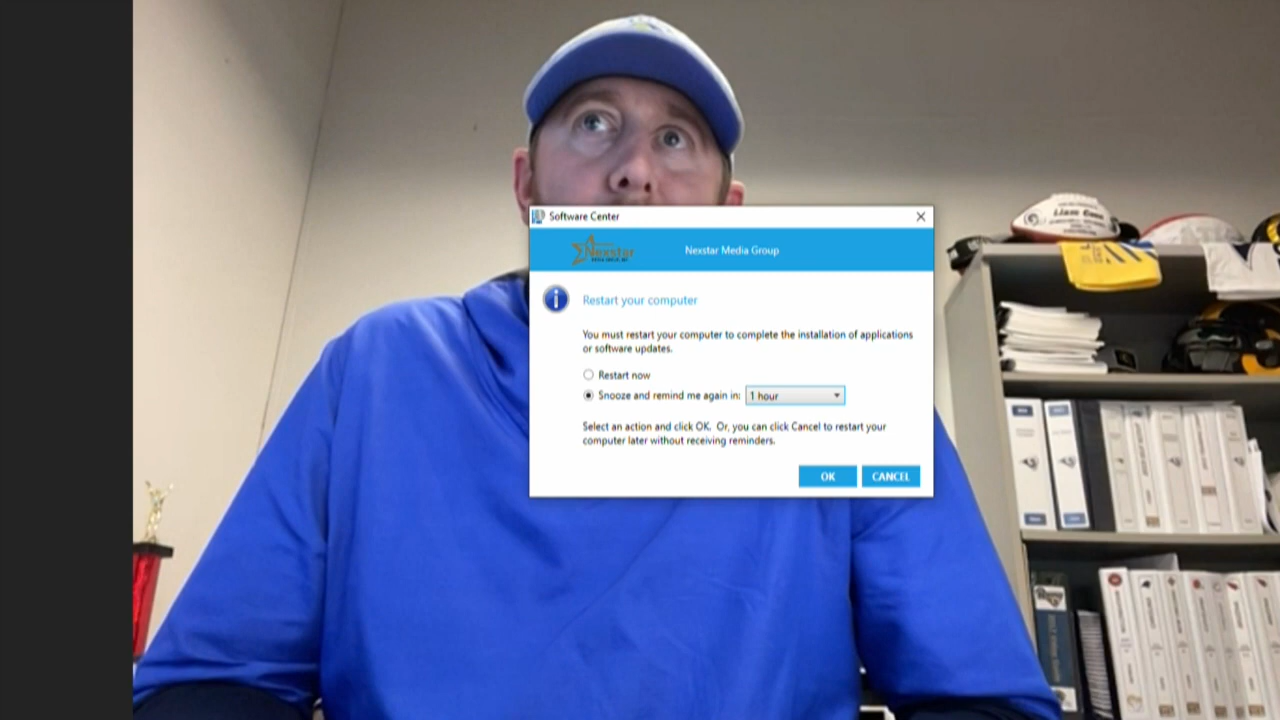 Software Center
Nexstar
Nexstar Media Group
Restart your computer
You must restart your computer to complete the installation of applications
or software updates.
Restart now
Snooze and remind me again in: 1 hour
Select an action and click OK. Or, you can click Cancel to restart your
computer later without receiving reminders.
OK CANCEL